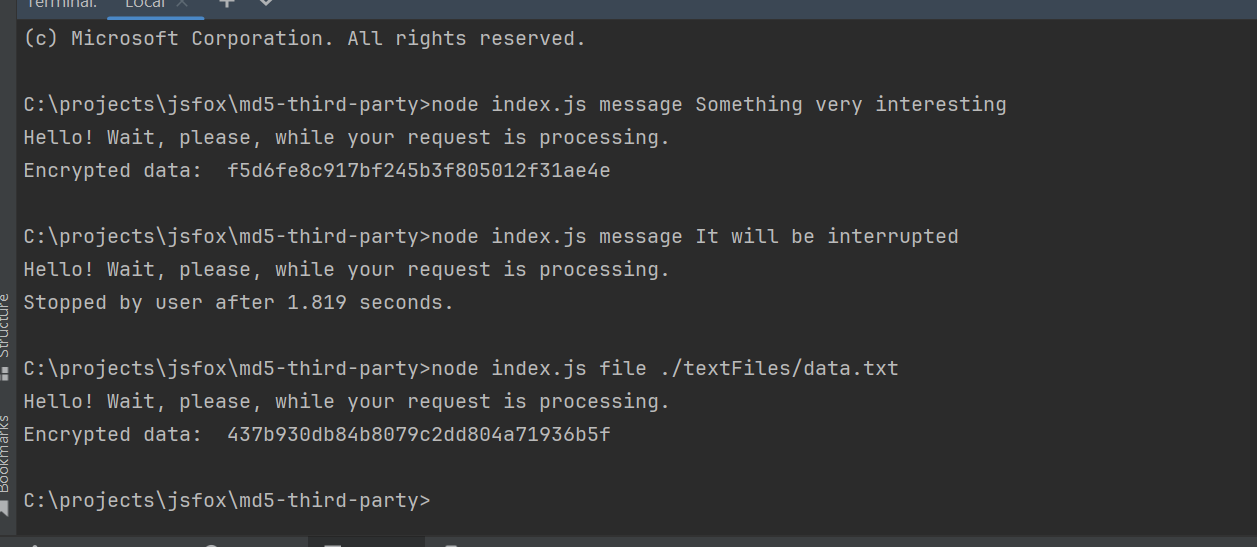 Terminal: Local
(c) Microsoft Corporation. All rights reserved.
C:\projects\jsfox\md5-third-party>node index.js message Something very interesting
Hello! Wait, please, while your request is processing.
Encrypted data:  f5d6fe8c917bf245b3f805012f31ae4e
C:\projects\jsfox\md5-third-party>node index.js message It will be interrupted
Hello! Wait, please, while your request is processing.
Stopped by user after 1.819 seconds.
C:\projects\jsfox\md5-third-party>node index.js file ./textFiles/data.txt
Hello! Wait, please, while your request is processing.
Encrypted data:  437b930db84b8079c2dd804a71936b5f
C:\projects\jsfox\md5-third-party>
Structure
Bookmarks